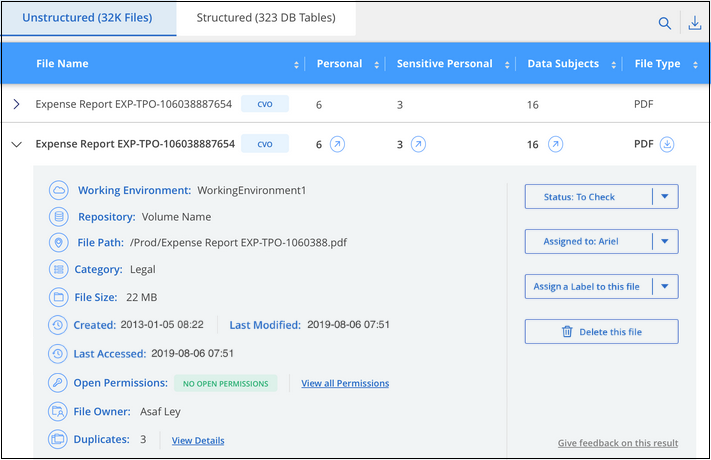 Unstructured (32K Files) Structured (323 DB Tables)
File Name Personal Sensitive Personal Data Subjects File Type
Expense Report EXP-TPO-106038887654 CVO 6 3 16 PDF
Expense Report EXP-TPO-106038887654 CVO 6 3 16 PDF
Working Environment: WorkingEnvironment1
Status: To Check
Repository: Volume Name
File Path: /Prod/Expense Report EXP-TPO-1060388.pdf
Assigned to: Ariel
Category: Legal
Assign a Label to this file
File Size: 22 MB
Created: 2013-01-05 08:22 Last Modified: 2019-08-06 07:51
Delete this file
Last Accessed: 2019-08-06 07:51
Open Permissions: NO OPEN PERMISSIONS View all Permissions
File Owner: Asaf Ley
Duplicates: 3 View Details
Give feedback on this result